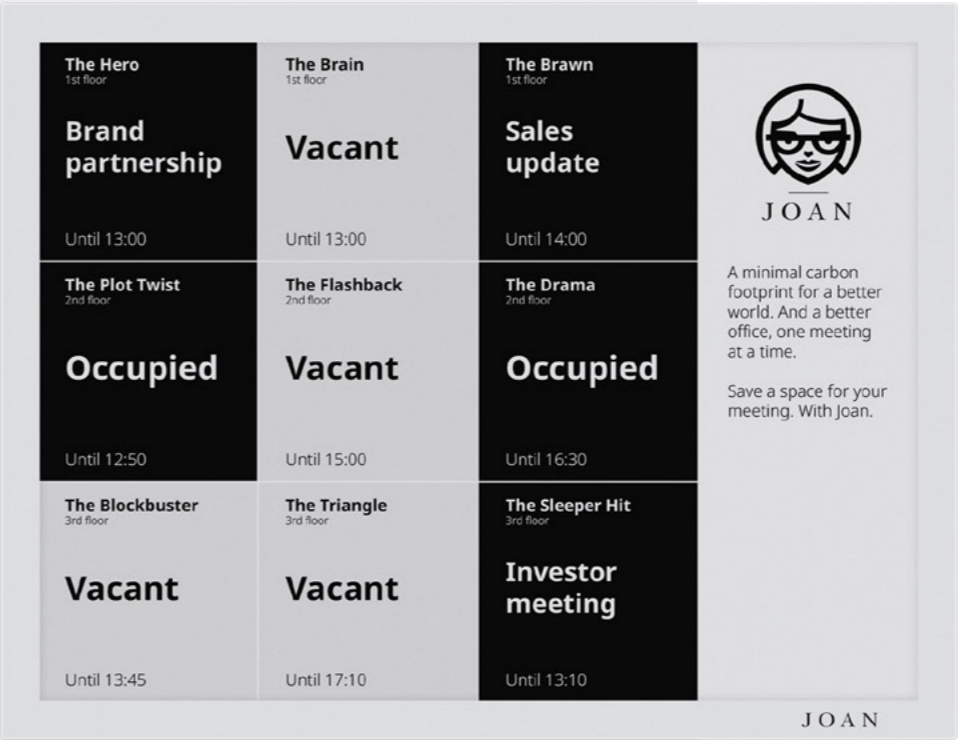 The Hero
1st floor
Brand
partnership
Until 13:00
The Brain
1st floor
Vacant
Until 13:00
The Brawn
1st floor
Sales
update
Until 14:00
The Plot Twist
2nd floor
Occupied
Until 12:50
The Flashback
2nd floor
Vacant
Until 15:00
The Drama
2nd floor
Occupied
Until 16:30
The Blockbuster
3rd floor
Vacant
Until 13:45
The Triangle
3rd floor
Vacant
Until 17:10
The Sleeper Hit
3rd floor
Investor
meeting
Until 13:10
JOAN
A minimal carbon
footprint for a better
world. And a better
office, one meeting
at a time.
Save a space for your
meeting. With Joan.
JOAN